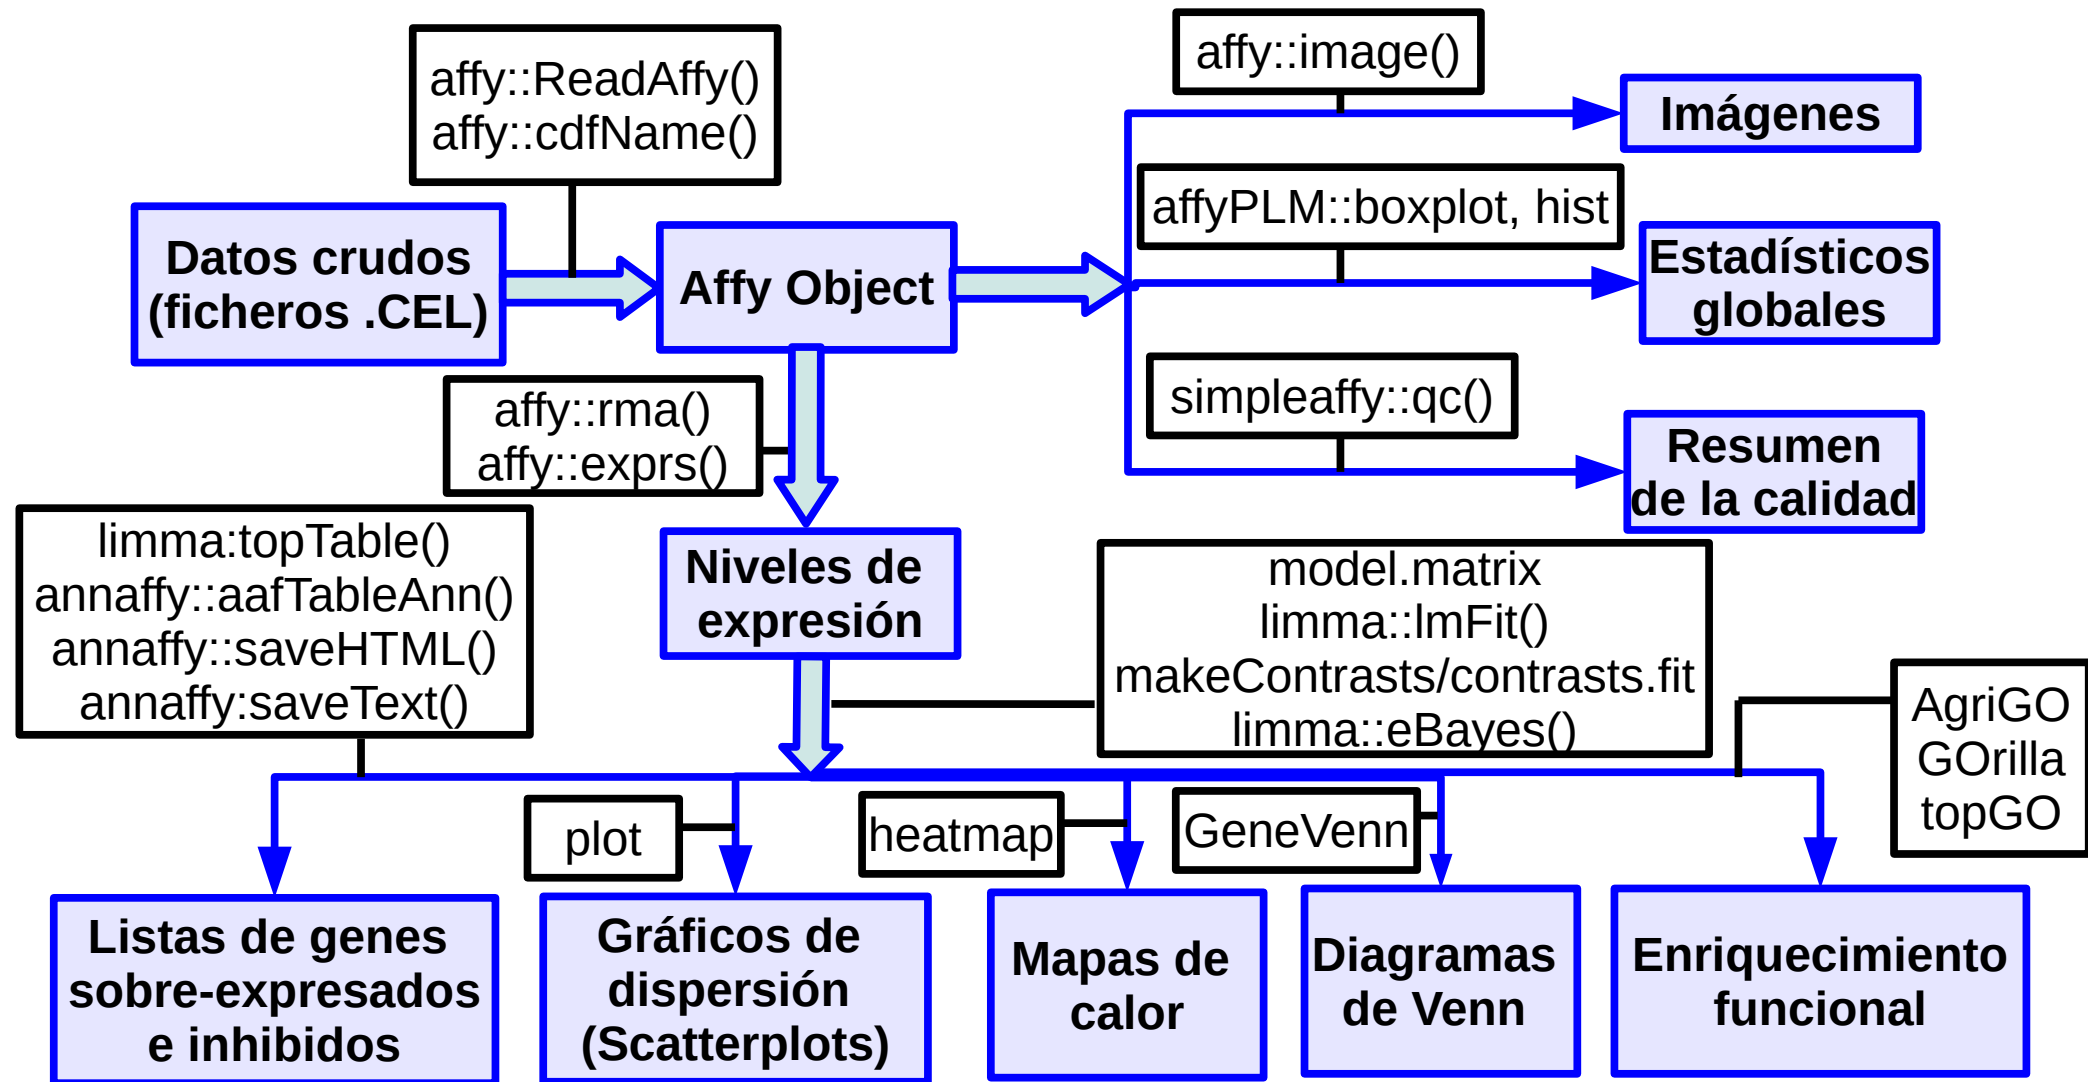 affy::ReadAffy()
affy::cdfName()
affy::image()
Imágenes
Datos crudos
(ficheros .CEL)
Affy Object
affyPLM::boxplot, hist
Estadísticos
globales
affy::rma()
affy::exprs()
simpleaffy::qc()
Resumen
de la calidad
limma:topTable()
annaffy::aafTableAnn()
annaffy::saveHTML()
annaffy:saveText()
Niveles de
expresión
model.matrix
limma::lmFit()
makeContrasts/contrasts.fit
limma::eBayes()
AgriGO
GOrilla
topGO
plot
heatmap
GeneVenn
Listas de genes
sobre-expresados
e inhibidos
Gráficos de
dispersión
(Scatterplots)
Mapas de
calor
Diagramas
de Venn
Enriquecimiento
funcional